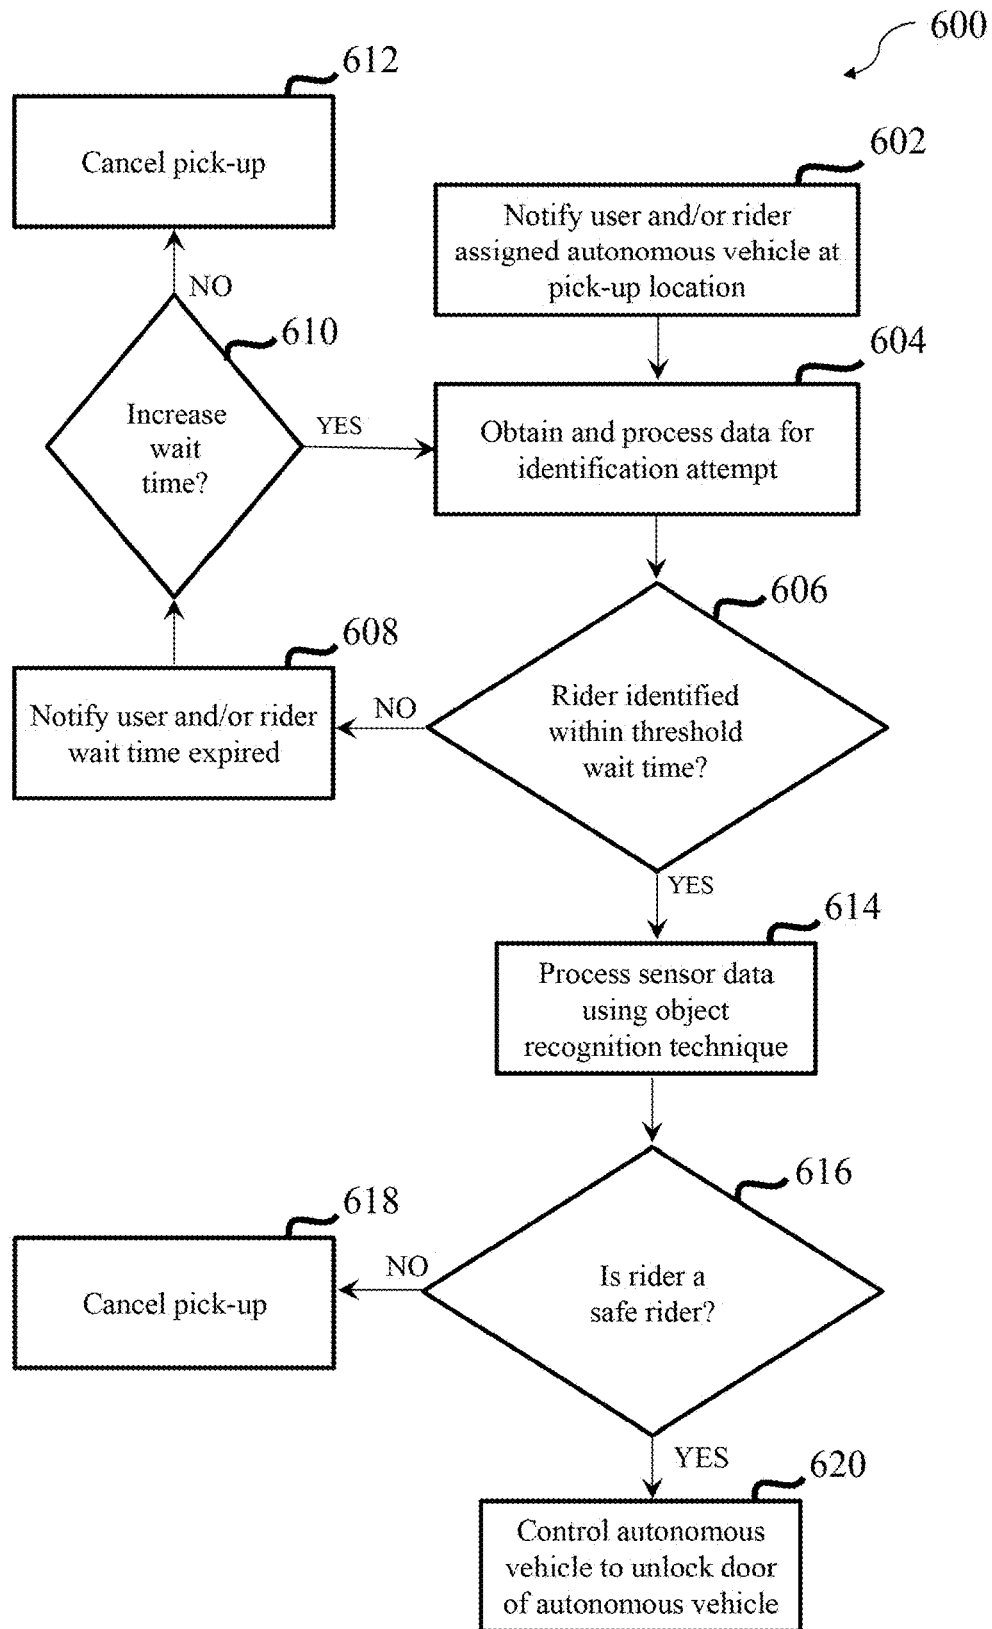 600
612
Cancel pick-up
602
Notify user and/or rider
assigned autonomous vehicle at
pick-up location
NO
610
Increase
wait
time?
YES
604
Obtain and process data for
identification attempt
606
Rider identified
within threshold
wait time?
NO
608
Notify user and/or rider
wait time expired
YES
614
Process sensor data
using object
recognition technique
616
Is rider a
safe rider?
NO
618
Cancel pick-up
YES
620
Control autonomous
vehicle to unlock door
of autonomous vehicle